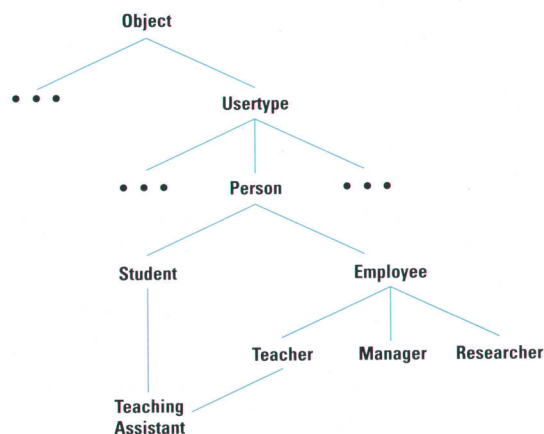 Object
• • •
Usertype
• • • Person • • •
Student Employee
Teacher Manager Researcher
Teaching
Assistant